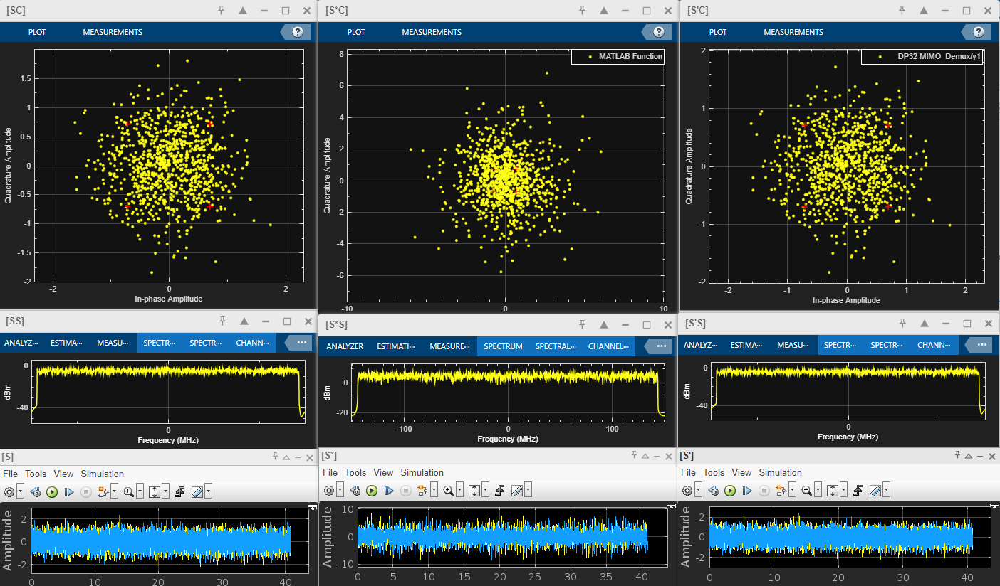 [SC]
PLOT MEASUREMENTS ?
1.5
1
0.5
0
-0.5
-1
-1.5
-2
Quadrature Amplitude
-2 0 2
In-phase Amplitude
[S*C]
PLOT MEASUREMENTS ?
MATLAB Function
8
6
4
2
0
-2
-4
-6
Quadrature Amplitude
-10 0 10
[S'C]
PLOT MEASUREMENTS ?
DP32 MIMO Demux/y1
2
1
0
-1
-2
Quadrature Amplitude
-2 -1 0 1 2
In-phase Amplitude
[SS]
ANALYZ··· ESTIMA··· MEASU··· SPECTR··· SPECTR··· CHANN··· ···
0
-40
dBm
0
Frequency (MHz)
[S*S]
ANALYZER ESTIMATI··· MEASURE··· SPECTRUM SPECTRAL··· CHANNEL··· ···
0
-20
dBm
-100 0 100
Frequency (MHz)
[S'S]
ANALYZ··· ESTIMA··· MEASU··· SPECTR··· SPECTR··· CHANN··· ···
0
-40
dBm
0
Frequency (MHz)
[S]
File Tools View Simulation
2
0
-2
Amplitude
0 10 20 30 40
[S*]
File Tools View Simulation
10
0
-10
Amplitude
0 5 10 15 20 25 30 35 40
[S']
File Tools View Simulation
2
0
-2
Amplitude
0 10 20 30 40